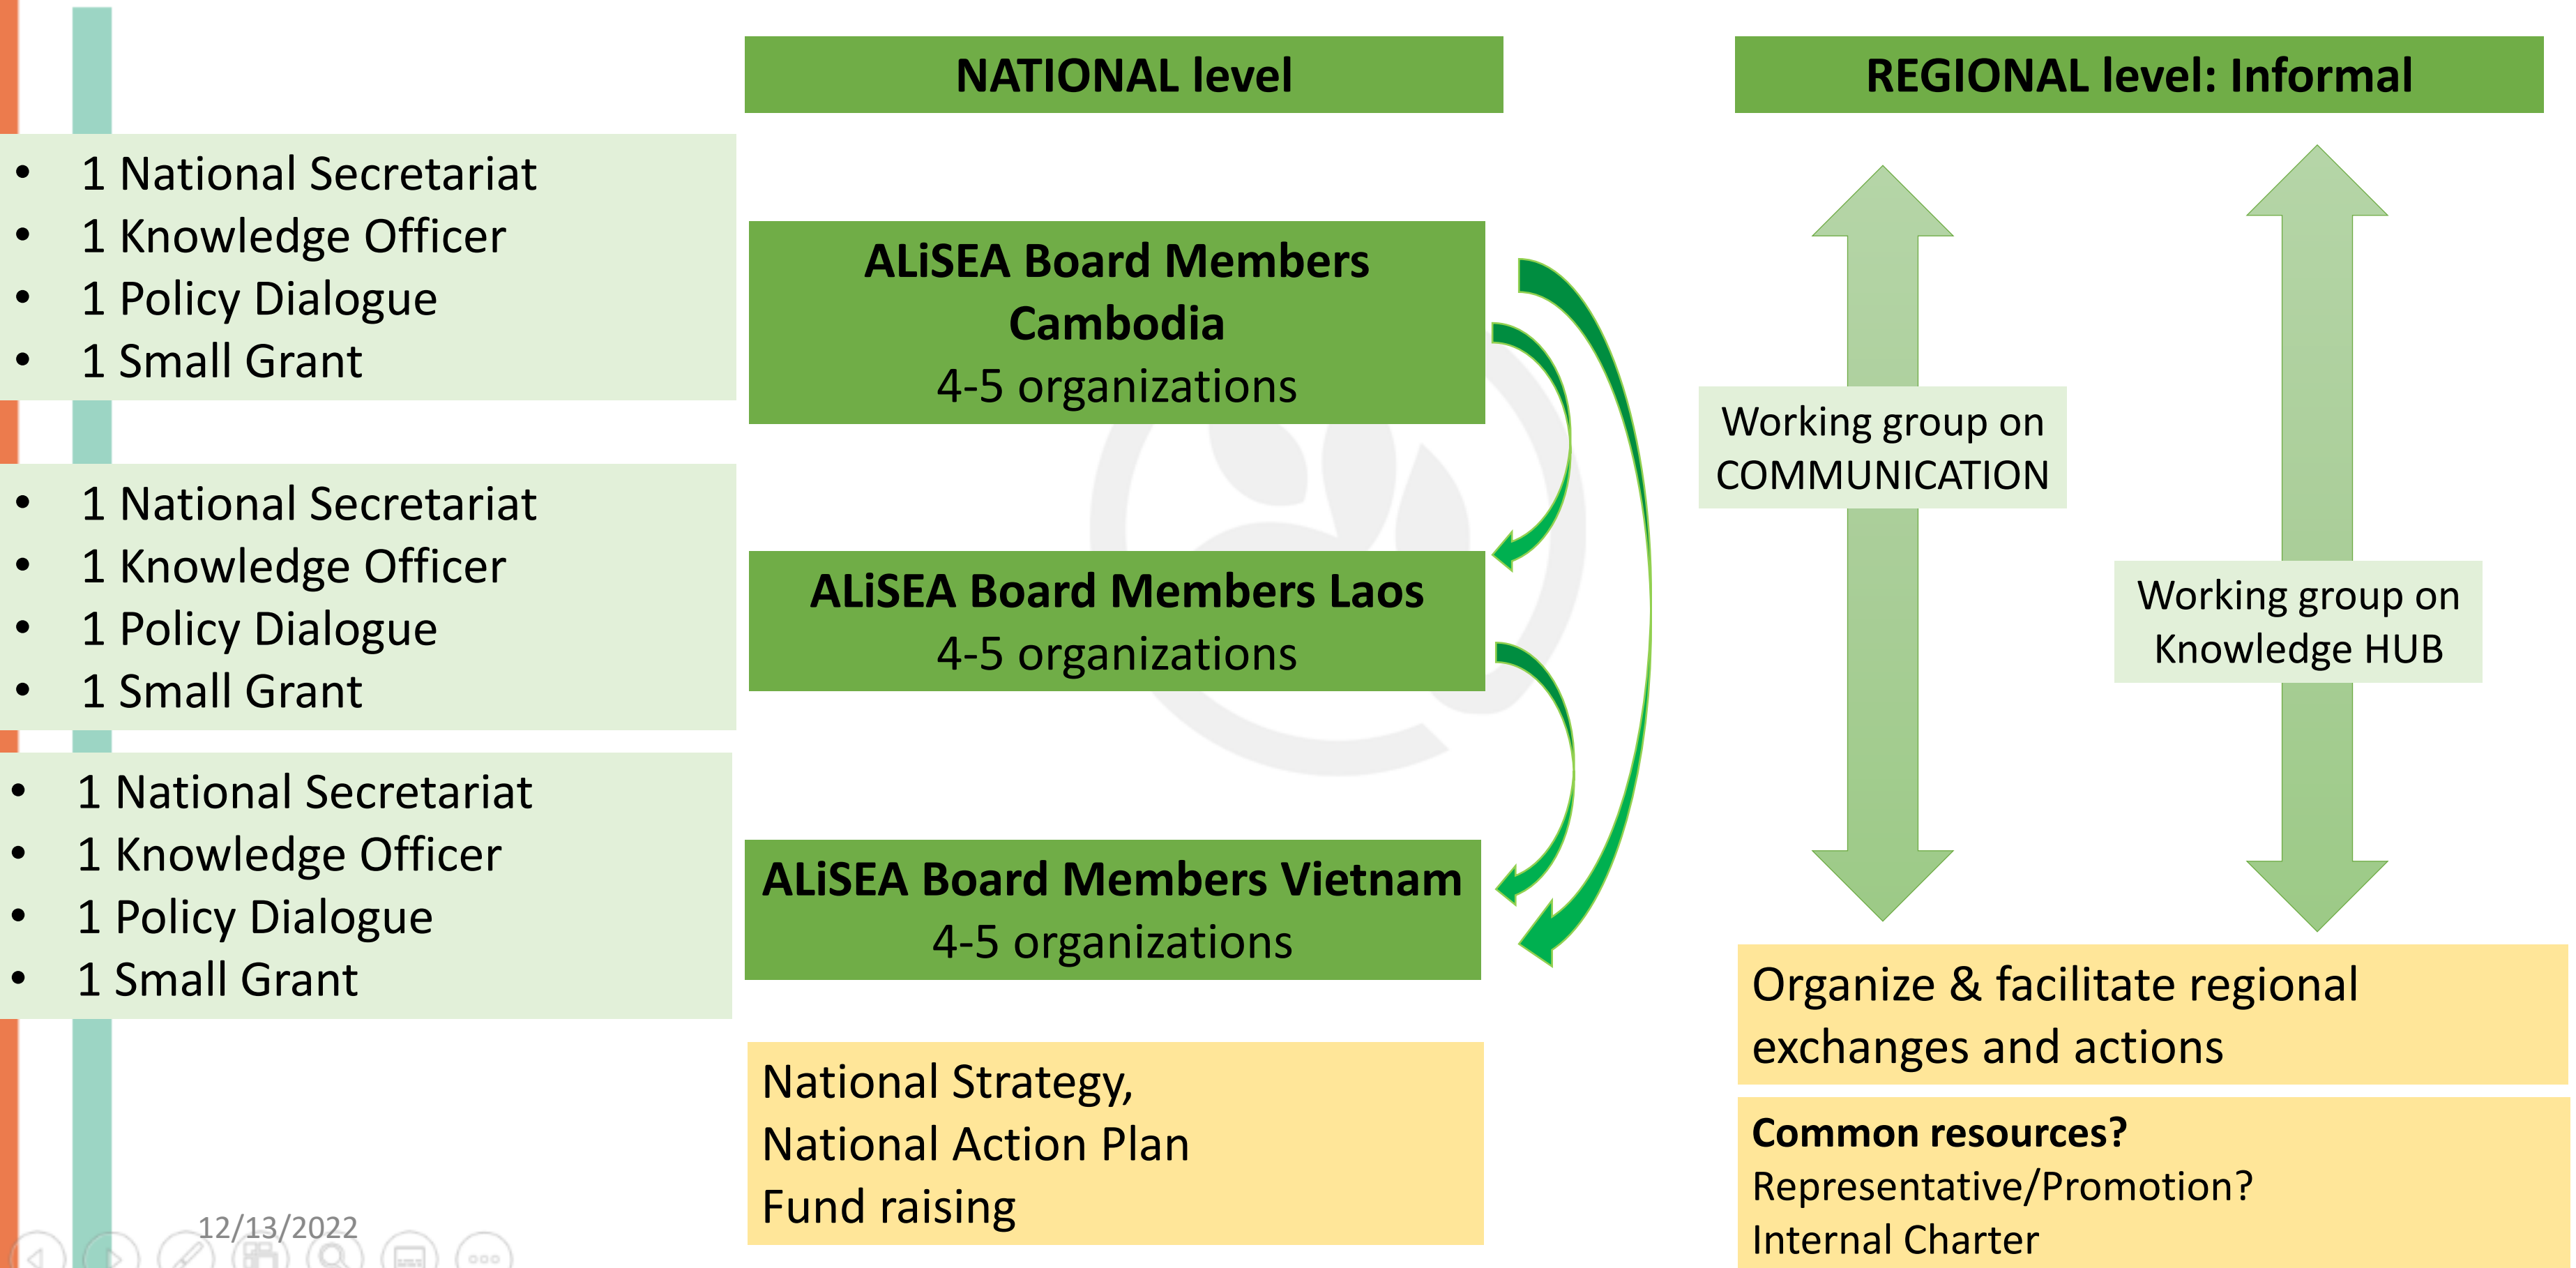 NATIONAL level
REGIONAL level: Informal
• 1 National Secretariat
• 1 Knowledge Officer
• 1 Policy Dialogue
• 1 Small Grant
ALiSEA Board Members
Cambodia
4-5 organizations
Working group on
COMMUNICATION
• 1 National Secretariat
• 1 Knowledge Officer
• 1 Policy Dialogue
• 1 Small Grant
ALiSEA Board Members Laos
4-5 organizations
Working group on
Knowledge HUB
• 1 National Secretariat
• 1 Knowledge Officer
• 1 Policy Dialogue
• 1 Small Grant
ALiSEA Board Members Vietnam
4-5 organizations
National Strategy,
National Action Plan
Fund raising
Organize & facilitate regional
exchanges and actions
Common resources?
Representative/Promotion?
Internal Charter
12/13/2022